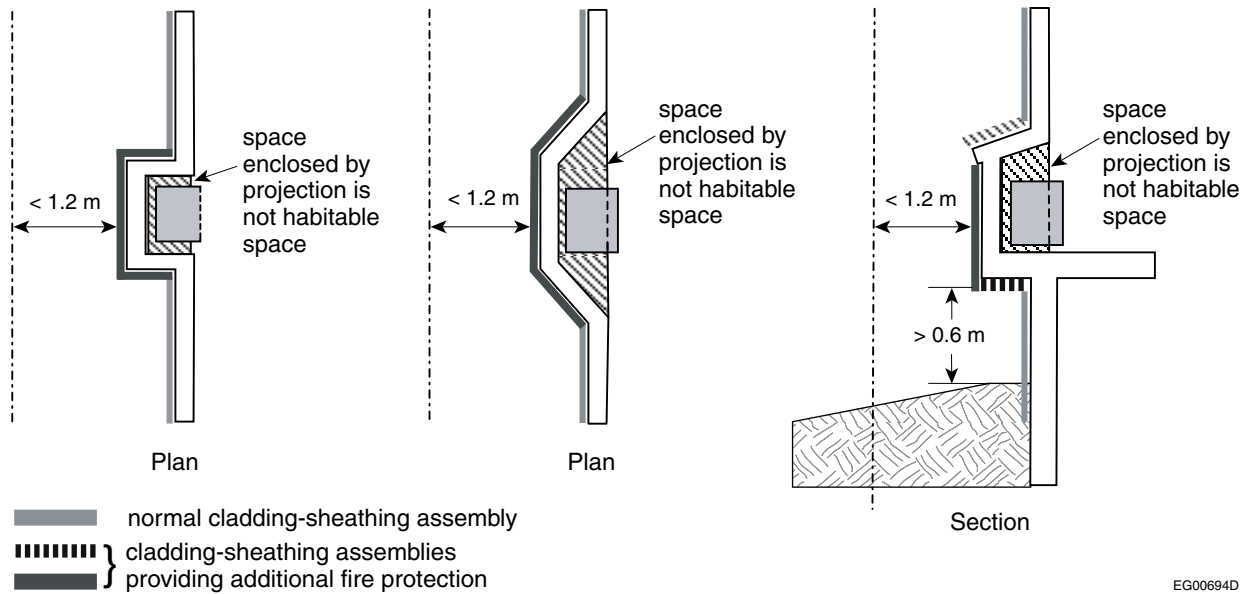 < 1.2 m
space
enclosed by
projection is
not habitable
space
Plan
< 1.2 m
space
enclosed by
projection is
not habitable
space
Plan
< 1.2 m
space
enclosed by
projection is
not habitable
space
> 0.6 m
Section
normal cladding-sheathing assembly
cladding-sheathing assemblies
providing additional fire protection
EG00694D